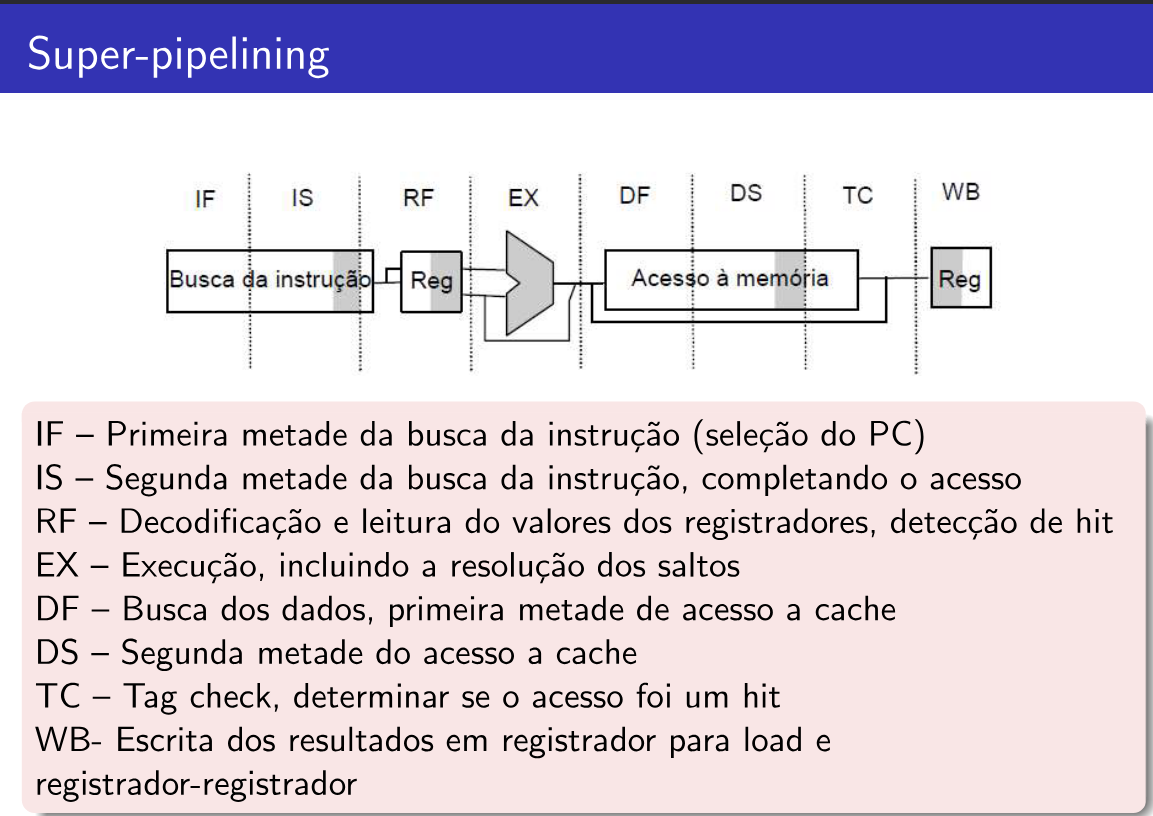 Super-pipelining
IF IS RF EX DF DS TC WB
Busca da instrução Reg Acesso à memória Reg
IF – Primeira metade da busca da instrução (seleção do PC)
IS – Segunda metade da busca da instrução, completando o acesso
RF – Decodificação e leitura do valores dos registradores, detecção de hit
EX – Execução, incluindo a resolução dos saltos
DF – Busca dos dados, primeira metade de acesso a cache
DS – Segunda metade do acesso a cache
TC – Tag check, determinar se o acesso foi um hit
WB- Escrita dos resultados em registrador para load e
registrador-registrador